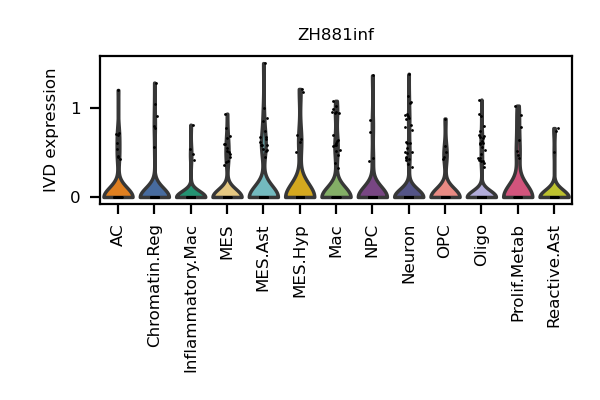 ZH881inf
IVD expression
1
0
AC
Chromatin.Reg
Inflammatory.Mac
MES
MES.Ast
MES.Hyp
Mac
NPC
Neuron
OPC
Oligo
Prolif.Metab
Reactive.Ast